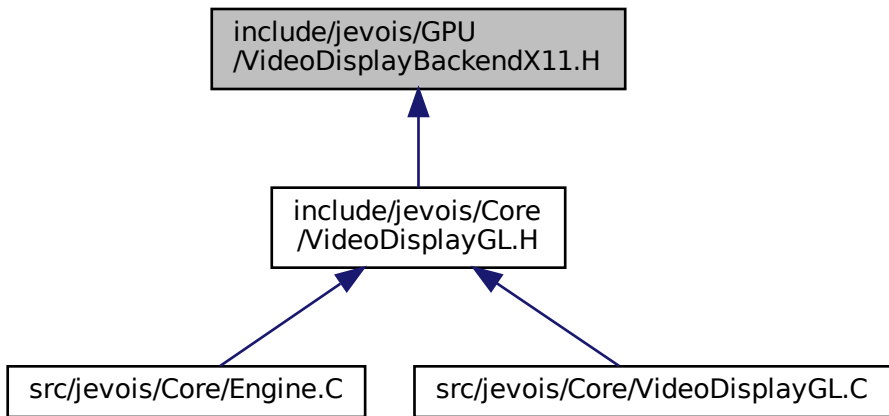 include/jevois/GPU
/VideoDisplayBackendX11.H
include/jevois/Core
/VideoDisplayGL.H
src/jevois/Core/Engine.C
src/jevois/Core/VideoDisplayGL.C